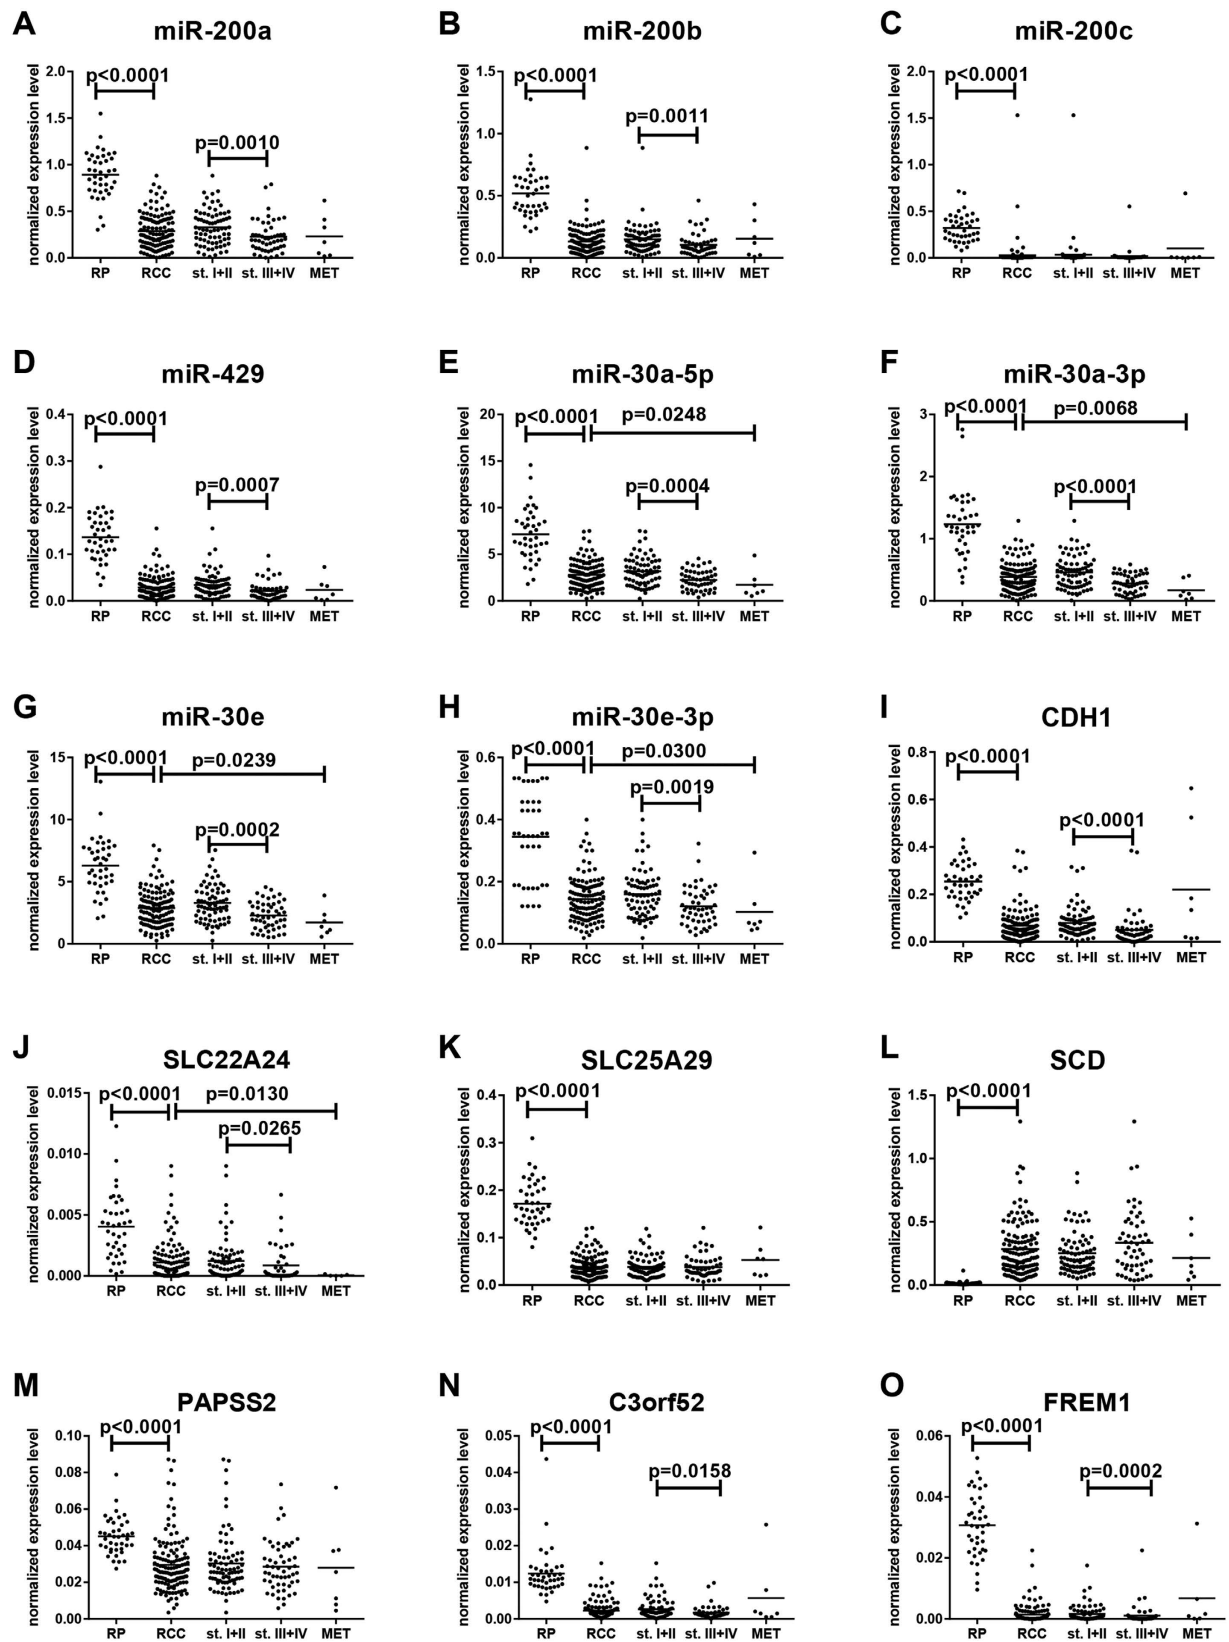 A
miR-200a
normalized expression level
2.0
1.5
1.0
0.5
0.0
p<0.0001
p=0.0010
RP RCC st. I+II st. III+IV MET
B
miR-200b
normalized expression level
1.5
1.0
0.5
0.0
p<0.0001
p=0.0011
RP RCC st. I+II st. III+IV MET
C
miR-200c
normalized expression level
2.0
1.5
1.0
0.5
0.0
p<0.0001
RP RCC st. I+II st. III+IV MET
D
miR-429
normalized expression level
0.4
0.3
0.2
0.1
0.0
p<0.0001
p=0.0007
RP RCC st. I+II st. III+IV MET
E
miR-30a-5p
normalized expression level
20
15
10
5
0
p<0.0001
p=0.0248
p=0.0004
RP RCC st. I+II st. III+IV MET
F
miR-30a-3p
normalized expression level
3
2
1
0
p<0.0001
p=0.0068
p<0.0001
RP RCC st. I+II st. III+IV MET
G
miR-30e
normalized expression level
15
10
5
0
p<0.0001
p=0.0239
p=0.0002
RP RCC st. I+II st. III+IV MET
H
miR-30e-3p
normalized expression level
0.6
0.4
0.2
0.0
p<0.0001
p=0.0300
p=0.0019
RP RCC st. I+II st. III+IV MET
I
CDH1
normalized expression level
0.8
0.6
0.4
0.2
0.0
p<0.0001
p<0.0001
RP RCC st. I+II st. III+IV MET
J
SLC22A24
normalized expression level
0.015
0.010
0.005
0.000
p<0.0001
p=0.0130
p=0.0265
RP RCC st. I+II st. III+IV MET
K
SLC25A29
normalized expression level
0.4
0.3
0.2
0.1
0.0
p<0.0001
RP RCC st. I+II st. III+IV MET
L
SCD
normalized expression level
1.5
1.0
0.5
0.0
p<0.0001
RP RCC st. I+II st. III+IV MET
M
PAPSS2
normalized expression level
0.10
0.08
0.06
0.04
0.02
0.00
p<0.0001
RP RCC st. I+II st. III+IV MET
N
C3orf52
normalized expression level
0.05
0.04
0.03
0.02
0.01
0.00
p<0.0001
p=0.0158
RP RCC st. I+II st. III+IV MET
O
FREM1
normalized expression level
0.06
0.04
0.02
0.00
p<0.0001
p=0.0002
RP RCC st. I+II st. III+IV MET